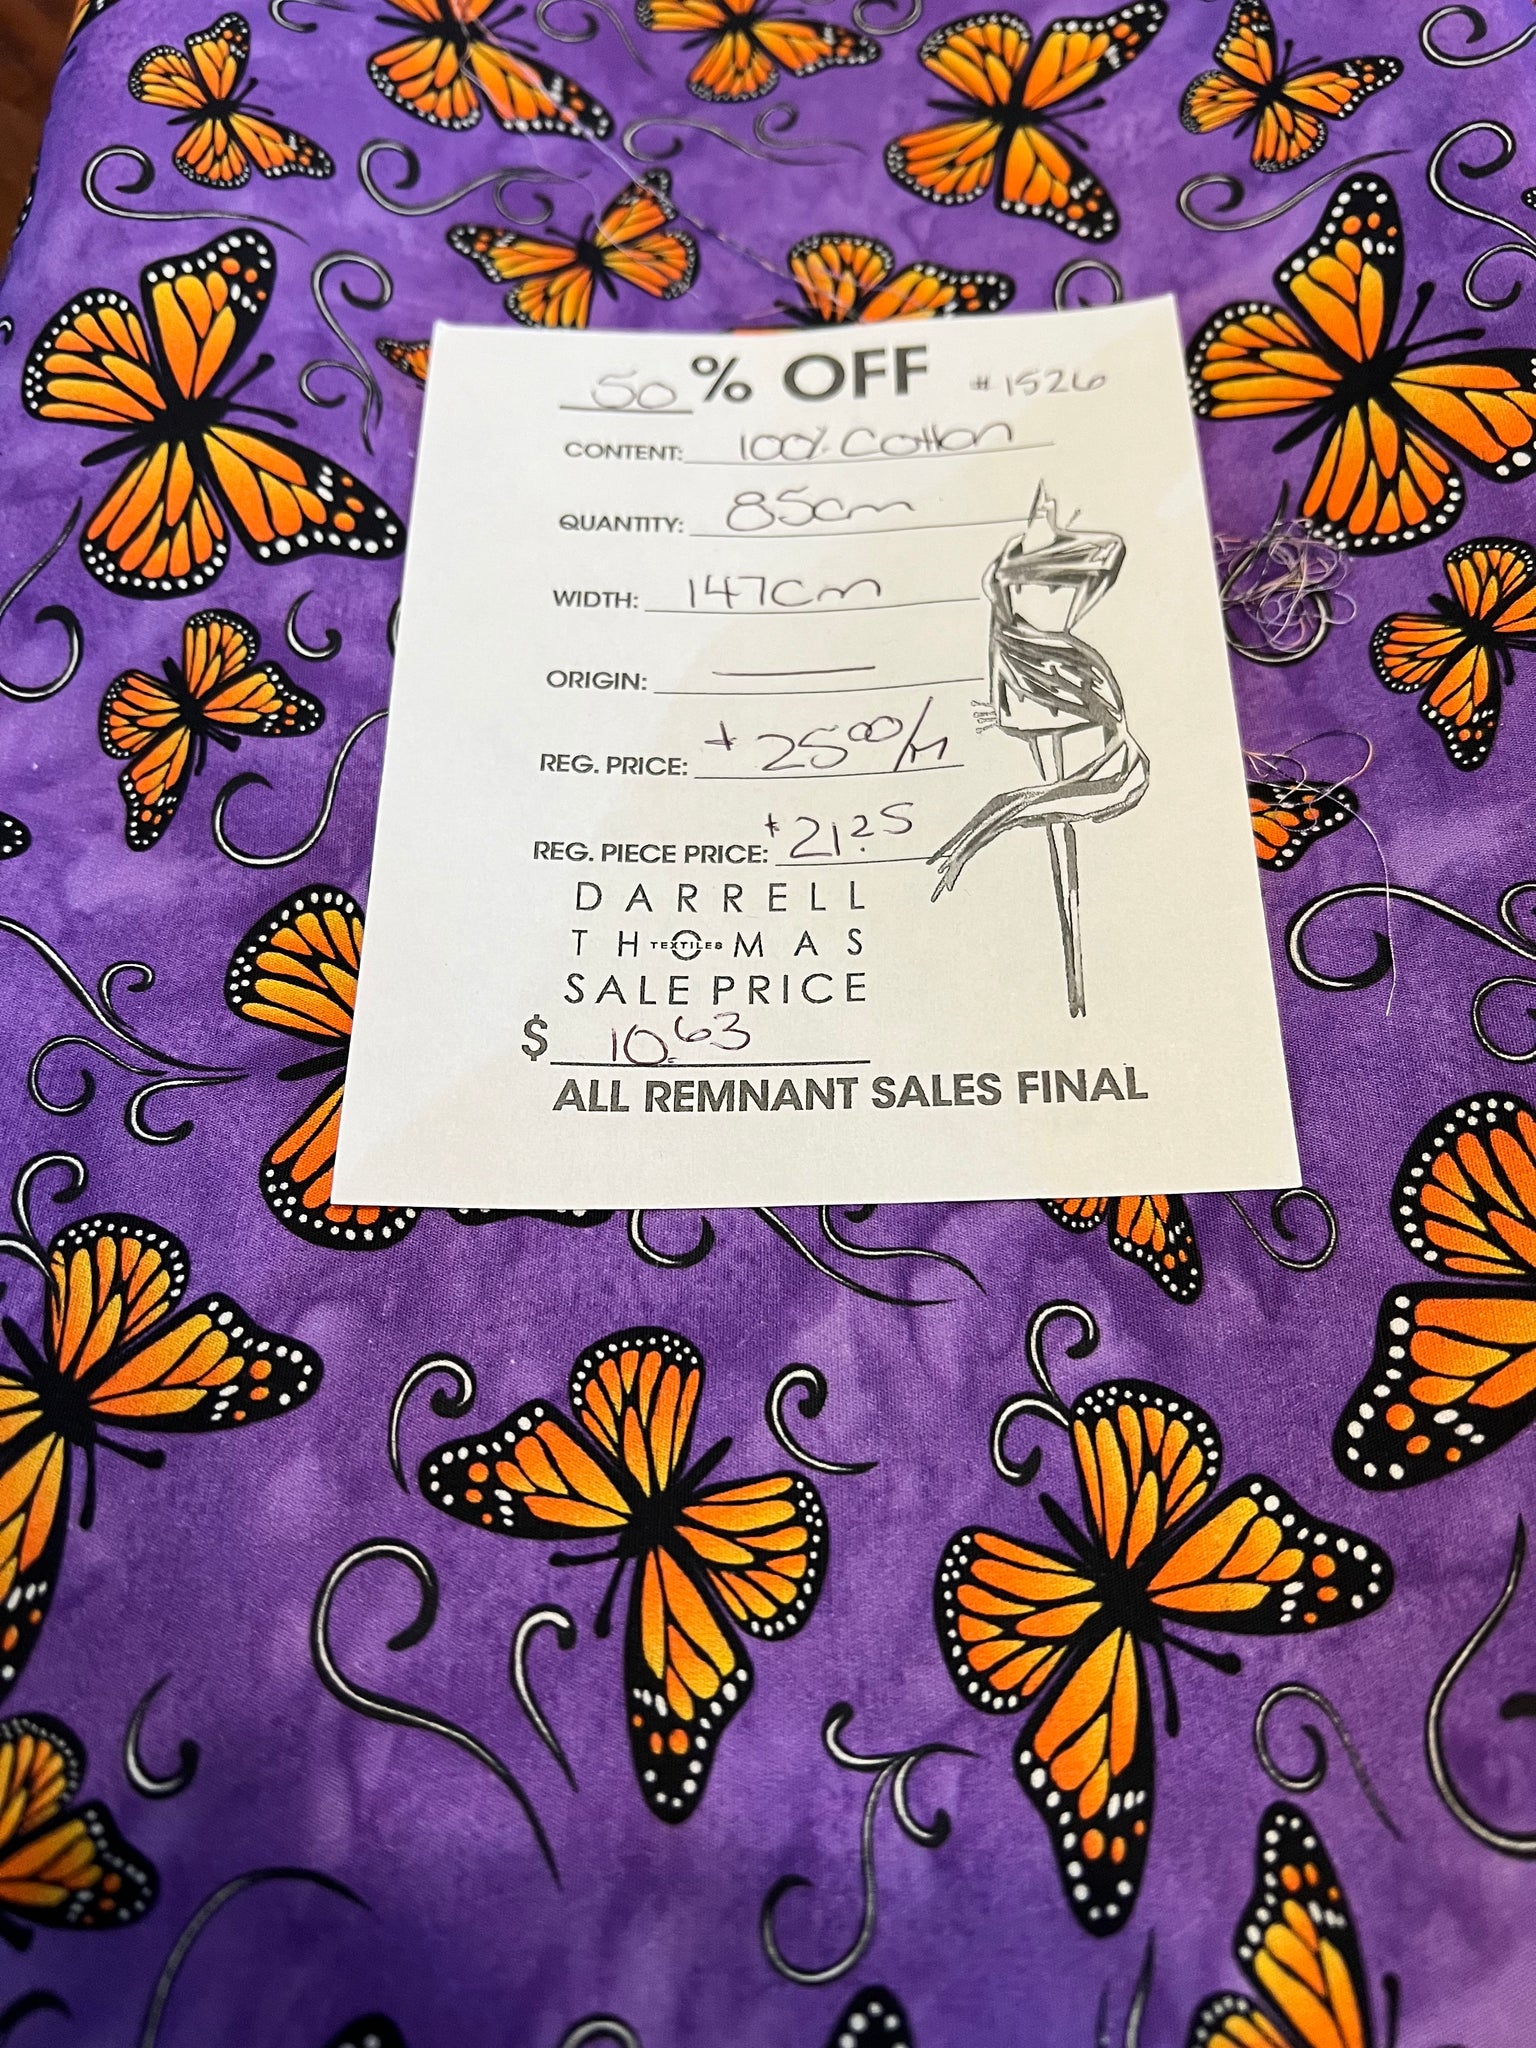 50 % OFF #1526
CONTENT: 100% Cotton
QUANTITY: 85cm
WIDTH: 147cm
ORIGIN: —
REG. PRICE: $25.00/M
REG. PIECE PRICE: $21.25
DARRELL
THOMAS
TEXTILES
SALE PRICE
$ 10.63
ALL REMNANT SALES FINAL